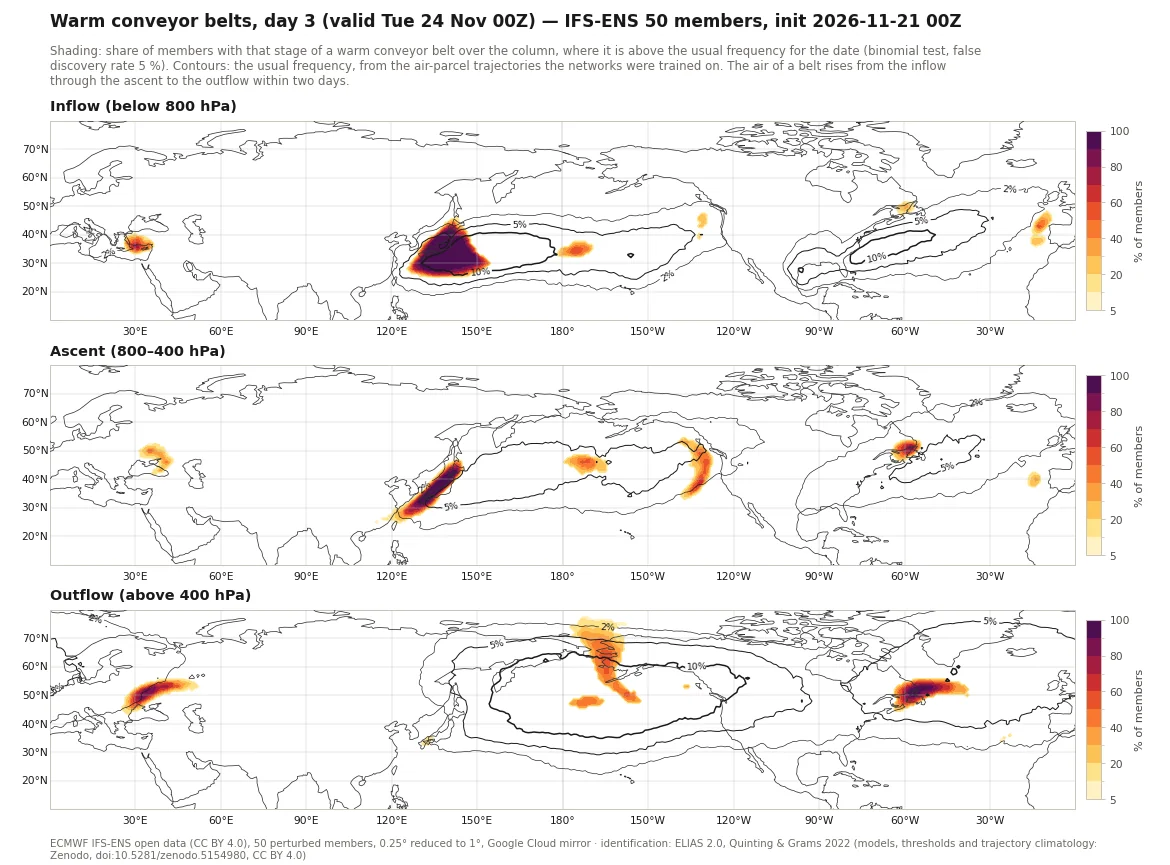 Warm conveyor belts, day 3 (valid Tue 24 Nov 00Z) — IFS-ENS 50 members, init 2026-11-21 00Z
Shading: share of members with that stage of a warm conveyor belt over the column, where it is above the usual frequency for the date (binomial test, false
discovery rate 5 %). Contours: the usual frequency, from the air-parcel trajectories the networks were trained on. The air of a belt rises from the inflow
through the ascent to the outflow within two days.
Inflow (below 800 hPa)
70°N
60°N
50°N
40°N
30°N
20°N
2%
5%
5%
10%
10%
2%
30°E 60°E 90°E 120°E 150°E 180° 150°W 120°W 90°W 60°W 30°W
100
80
60
40
20
5
% of members
Ascent (800–400 hPa)
70°N
60°N
50°N
40°N
30°N
20°N
2%
5%
5%
30°E 60°E 90°E 120°E 150°E 180° 150°W 120°W 90°W 60°W 30°W
100
80
60
40
20
5
% of members
Outflow (above 400 hPa)
70°N
60°N
50°N
40°N
30°N
20°N
2%
2%
5%
5%
10%
5%
30°E 60°E 90°E 120°E 150°E 180° 150°W 120°W 90°W 60°W 30°W
100
80
60
40
20
5
% of members
ECMWF IFS-ENS open data (CC BY 4.0), 50 perturbed members, 0.25° reduced to 1°, Google Cloud mirror · identification: ELIAS 2.0, Quinting & Grams 2022 (models, thresholds and trajectory climatology:
Zenodo, doi:10.5281/zenodo.5154980, CC BY 4.0)